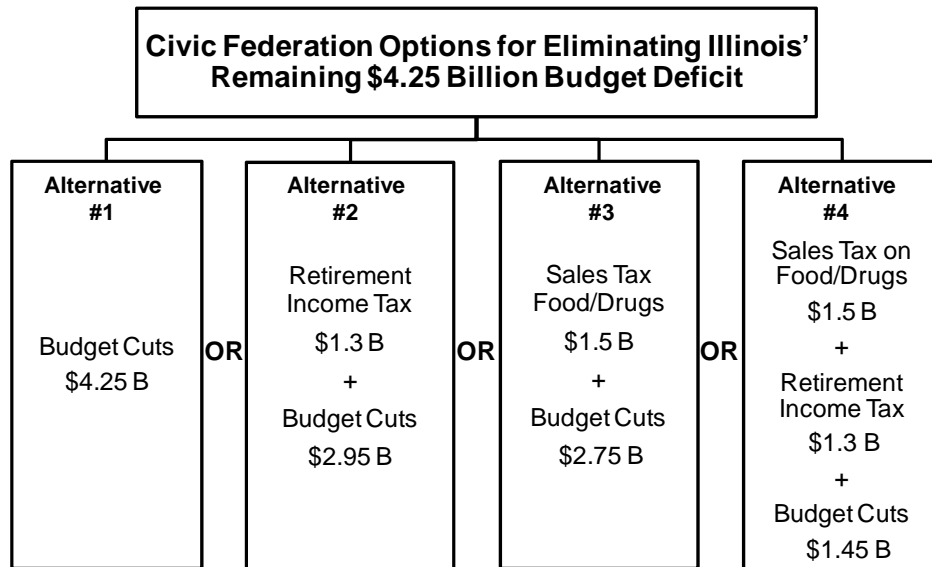 Civic Federation Options for Eliminating Illinois'
Remaining $4.25 Billion Budget Deficit
Alternative
#1
Budget Cuts
$4.25 B
OR
Alternative
#2
Retirement
Income Tax
$1.3 B
+
Budget Cuts
$2.95 B
OR
Alternative
#3
Sales Tax
Food/Drugs
$1.5 B
+
Budget Cuts
$2.75 B
OR
Alternative
#4
Sales Tax on
Food/Drugs
$1.5 B
+
Retirement
Income Tax
$1.3 B
+
Budget Cuts
$1.45 B